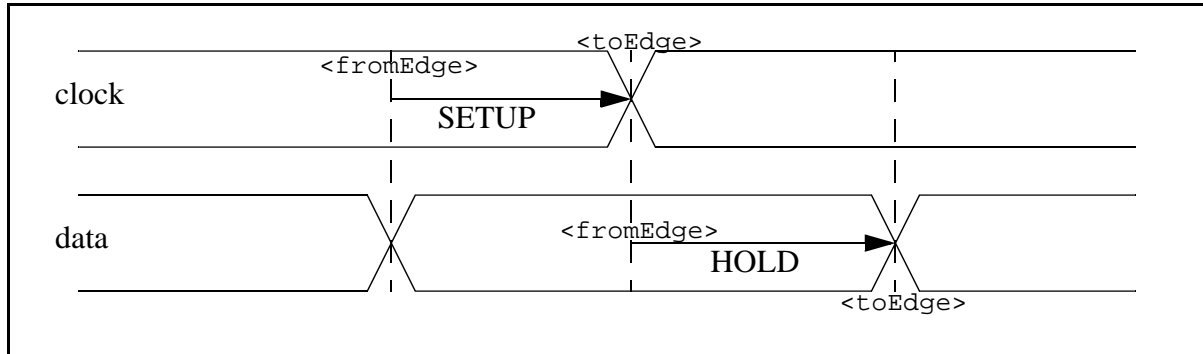 <toEdge>
<fromEdge>
clock
SETUP
data
<fromEdge>
HOLD
<toEdge>